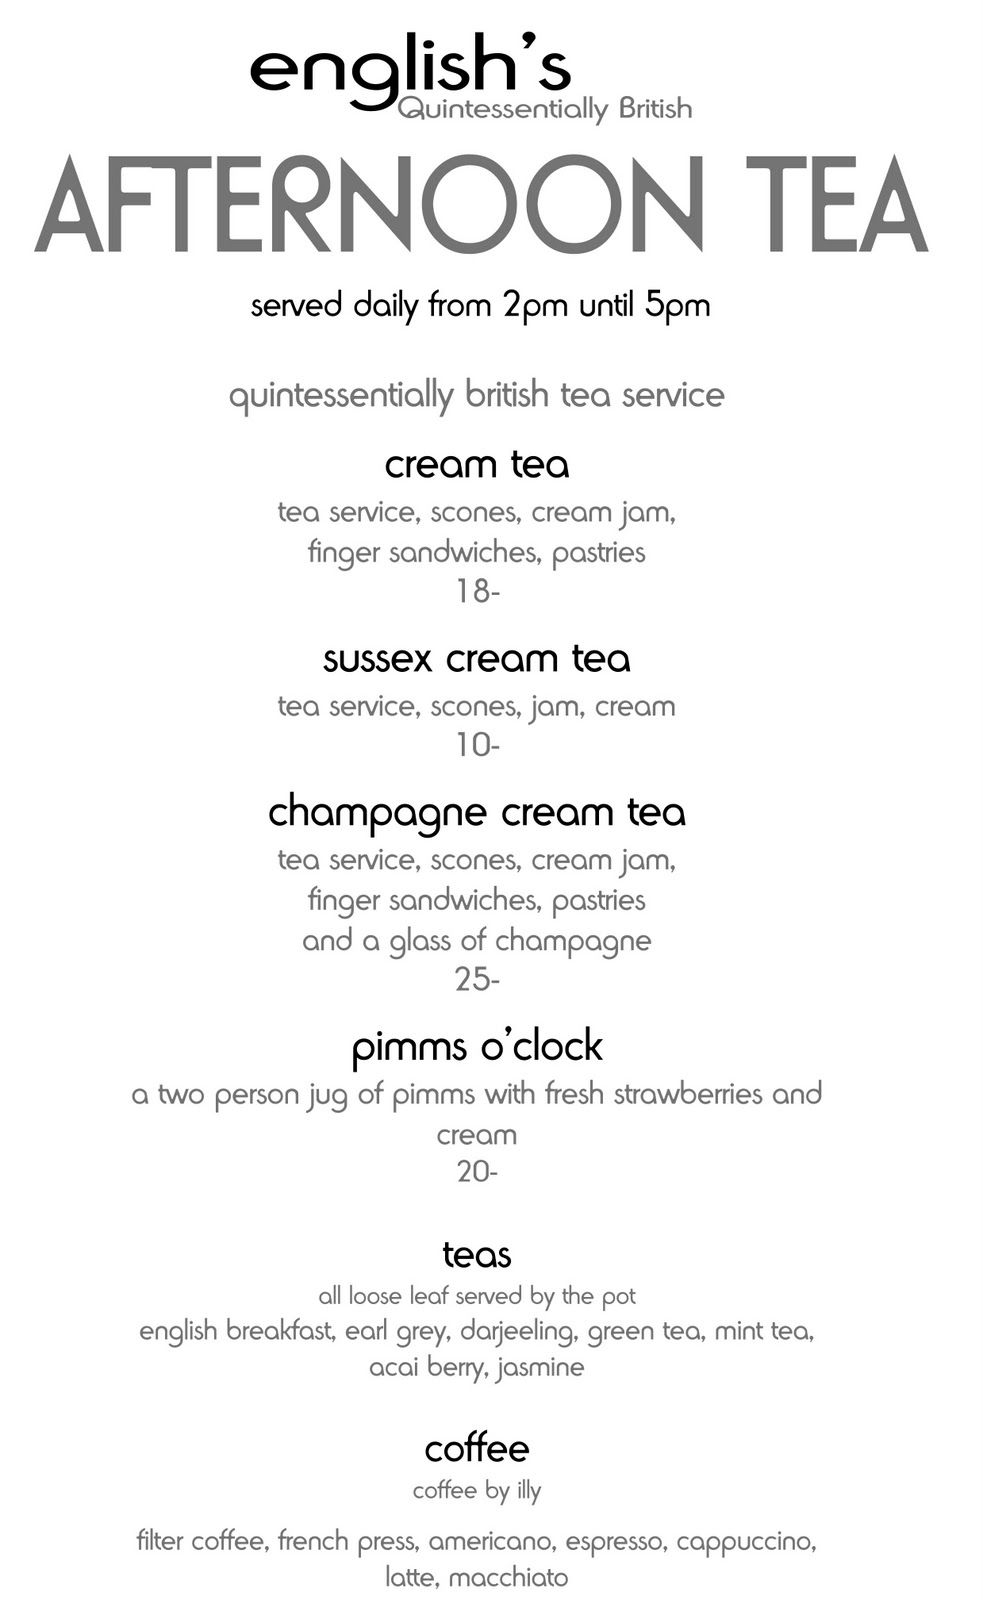 english's
Quintessentially British
AFTERNOON TEA
served daily from 2pm until 5pm
quintessentially british tea service
cream tea
tea service, scones, cream jam,
finger sandwiches, pastries
18-
sussex cream tea
tea service, scones, jam, cream
10-
champagne cream tea
tea service, scones, cream jam,
finger sandwiches, pastries
and a glass of champagne
25-
pimms o'clock
a two person jug of pimms with fresh strawberries and
cream
20-
teas
all loose leaf served by the pot
english breakfast, earl grey, darjeeling, green tea, mint tea,
acai berry, jasmine
coffee
coffee by illy
filter coffee, french press, americano, espresso, cappuccino,
latte, macchiato